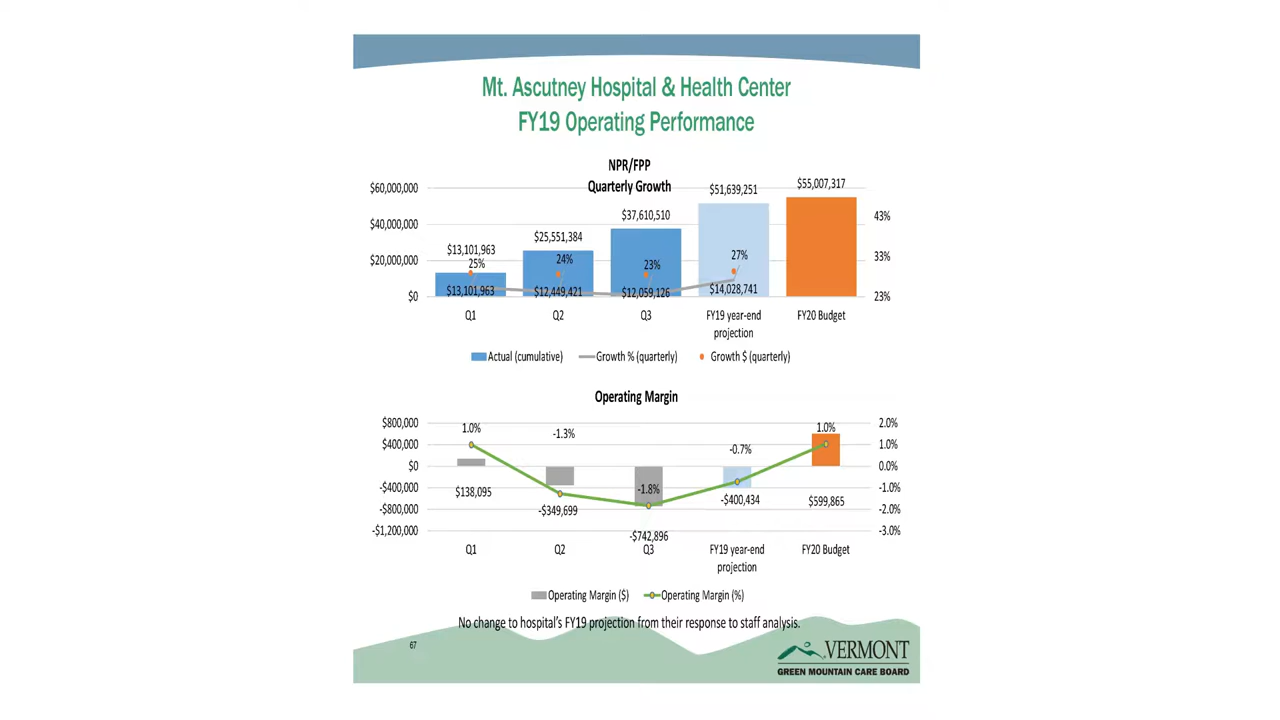 Mt. Ascutney Hospital & Health Center
FY19 Operating Performance
NPR/FPP
Quarterly Growth
$60,000,000
$40,000,000
$20,000,000
$0
$13,101,963
$25,551,384
$37,610,510
$51,639,251
$55,007,317
25%
24%
23%
27%
$13,101,963
$12,449,421
$12,059,126
$14,028,741
43%
33%
23%
Q1
Q2
Q3
FY19 year-end
projection
FY20 Budget
Actual (cumulative)
Growth % (quarterly)
Growth $ (quarterly)
Operating Margin
$800,000
$400,000
$0
-$400,000
-$800,000
-$1,200,000
1.0%
-1.3%
-1.8%
-0.7%
1.0%
$138,095
-$349,699
-$742,896
-$400,434
$599,865
2.0%
1.0%
0.0%
-1.0%
-2.0%
-3.0%
Q1
Q2
Q3
FY19 year-end
projection
FY20 Budget
Operating Margin ($)
Operating Margin (%)
No change to hospital's FY19 projection from their response to staff analysis.
67
VERMONT
GREEN MOUNTAIN CARE BOARD